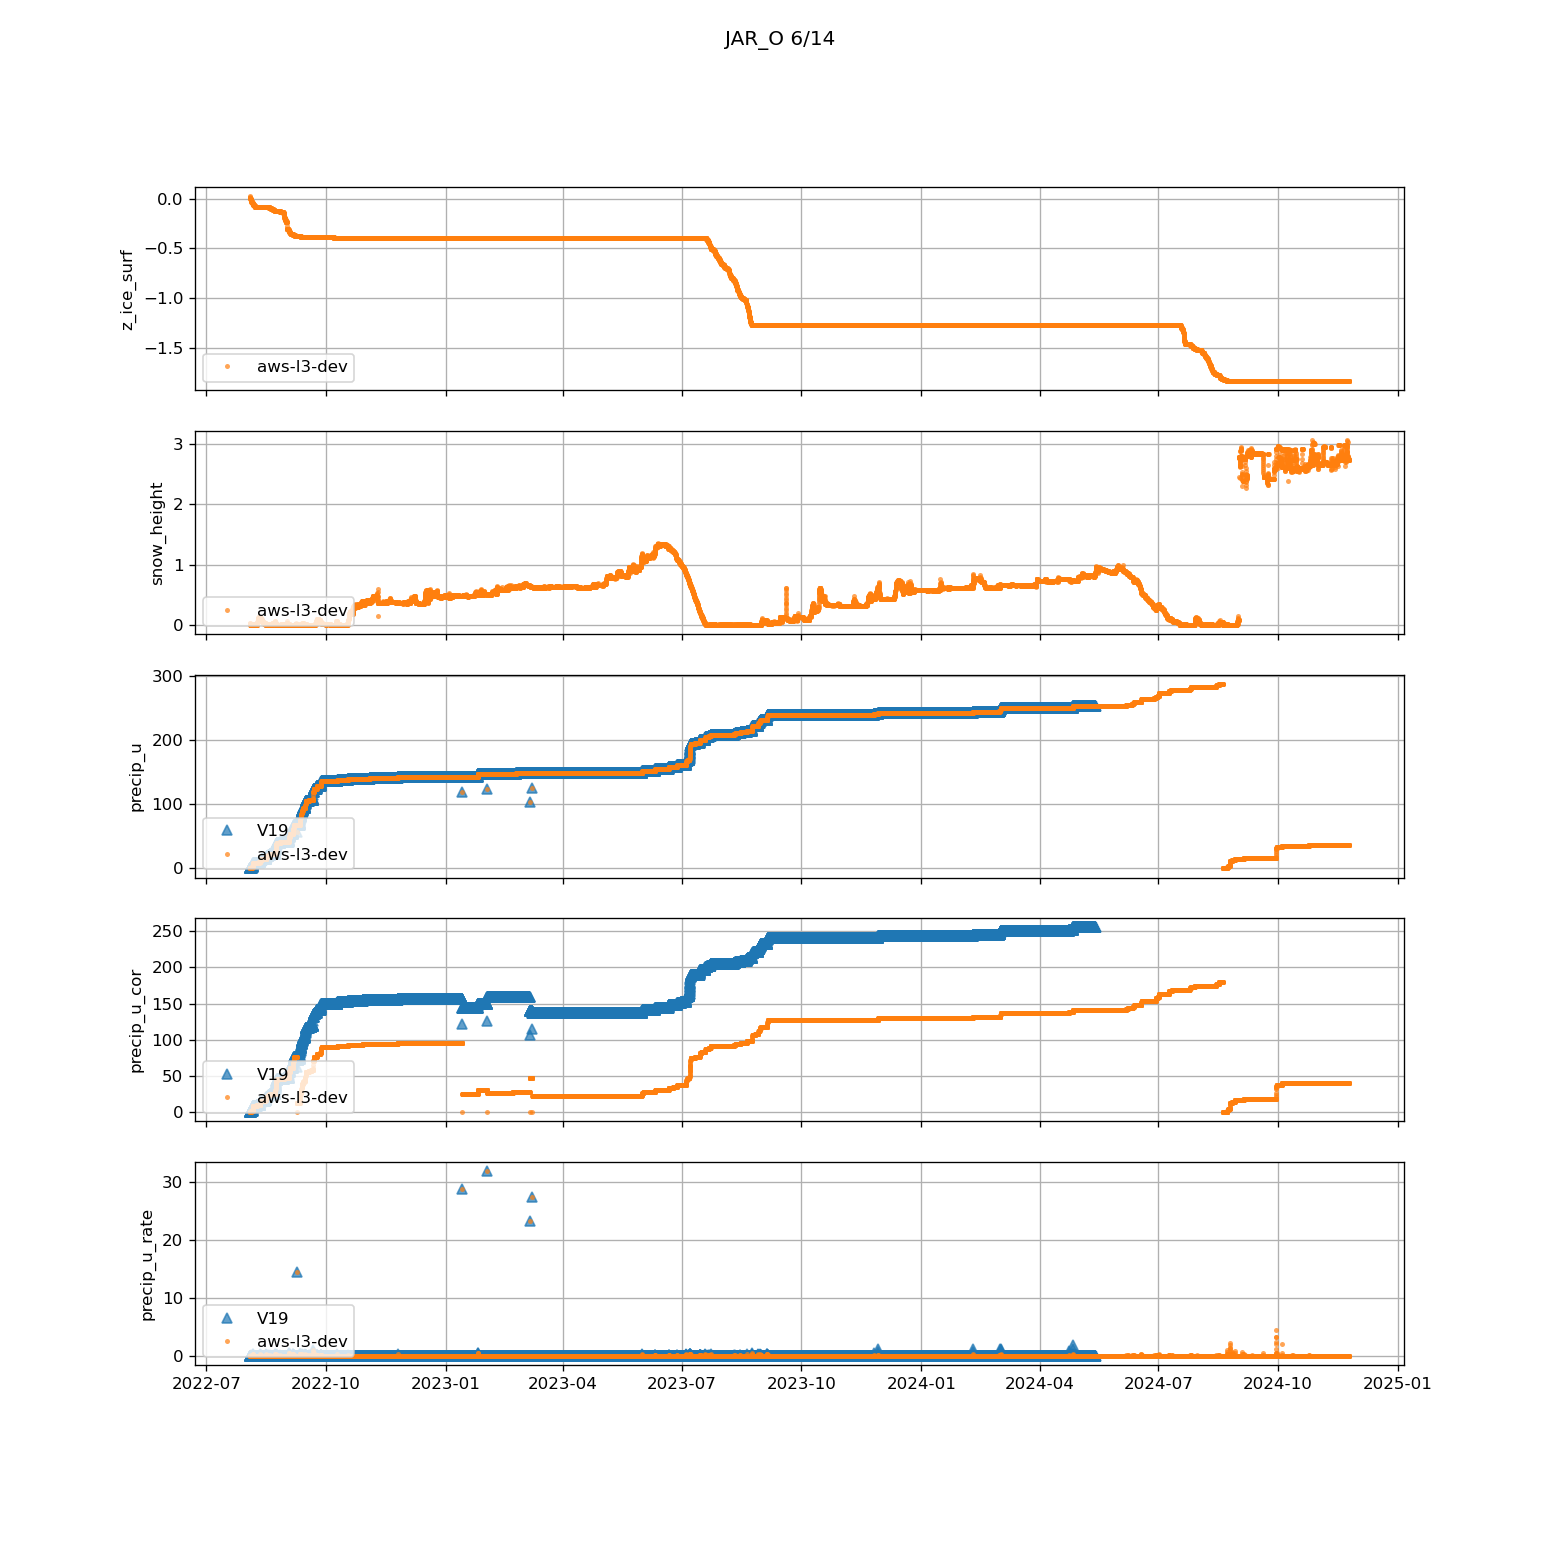 JAR_O 6/14
0.0
−0.5
−1.0
−1.5
z_ice_surf
aws-l3-dev
3
2
1
0
snow_height
aws-l3-dev
300
200
100
0
precip_u
V19
aws-l3-dev
250
200
150
100
50
0
precip_u_cor
V19
aws-l3-dev
30
20
10
0
precip_u_rate
V19
aws-l3-dev
2022-07 2022-10 2023-01 2023-04 2023-07 2023-10 2024-01 2024-04 2024-07 2024-10 2025-01